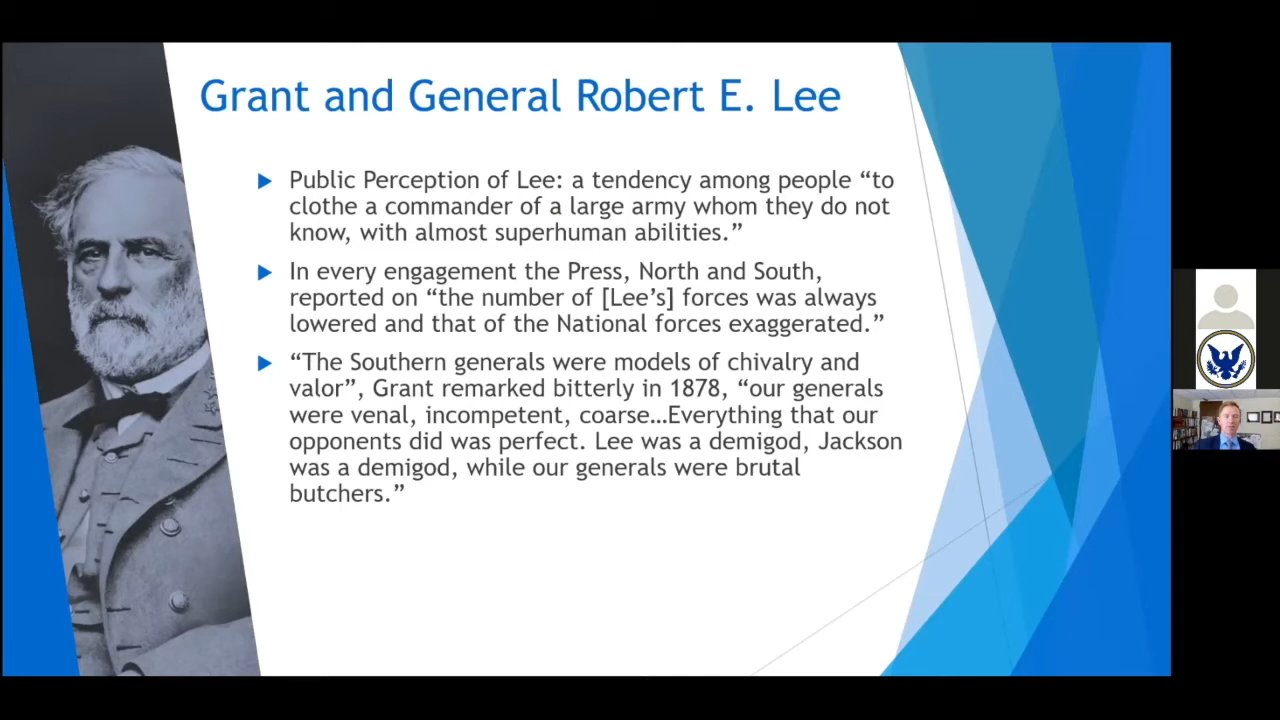 Grant and General Robert E. Lee
Public Perception of Lee: a tendency among people “to
clothe a commander of a large army whom they do not
know, with almost superhuman abilities.”
In every engagement the Press, North and South,
reported on “the number of [Lee’s] forces was always
lowered and that of the National forces exaggerated.”
“The Southern generals were models of chivalry and
valor”, Grant remarked bitterly in 1878, “our generals
were venal, incompetent, coarse…Everything that our
opponents did was perfect. Lee was a demigod, Jackson
was a demigod, while our generals were brutal
butchers.”